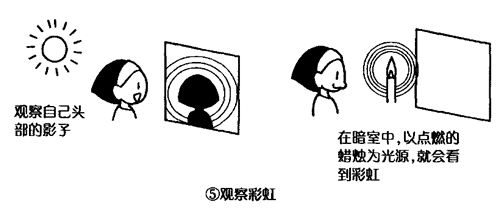 观察自己头
部的影子
在暗室中，以点燃的
蜡烛为光源，就会看
到彩虹
⑤观察彩虹